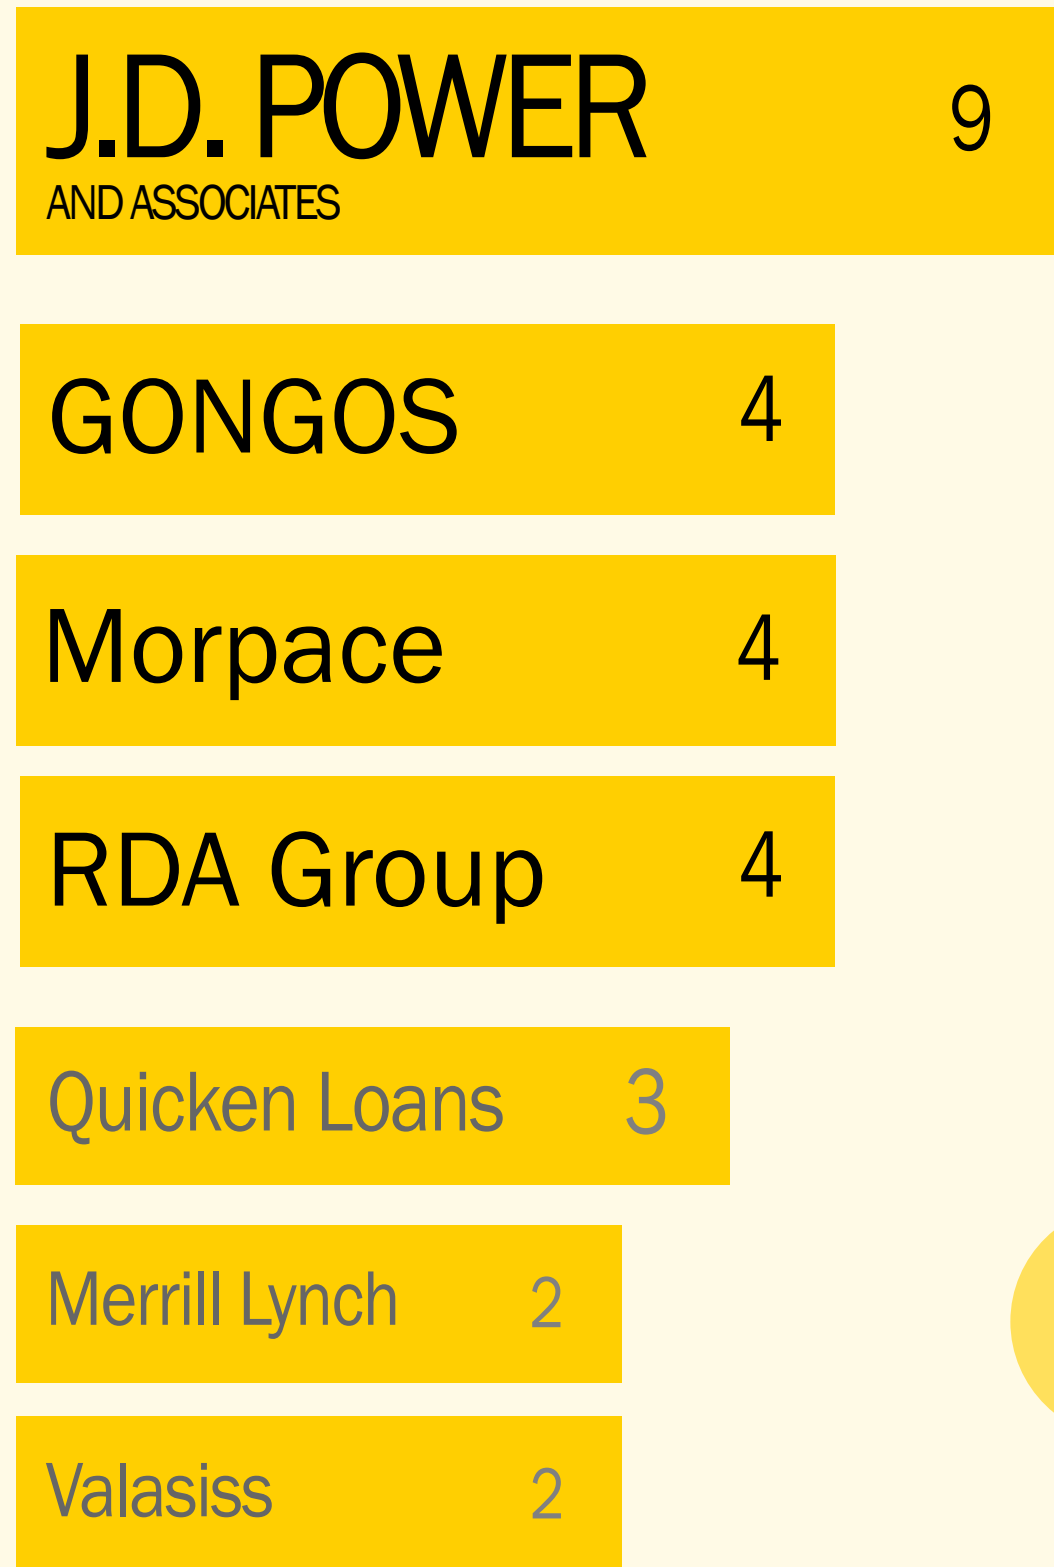 J.D. POWER 9
AND ASSOCIATES
GONGOS 4
Morpace 4
RDA Group 4
Quicken Loans 3
Merrill Lynch 2
Valasiss 2